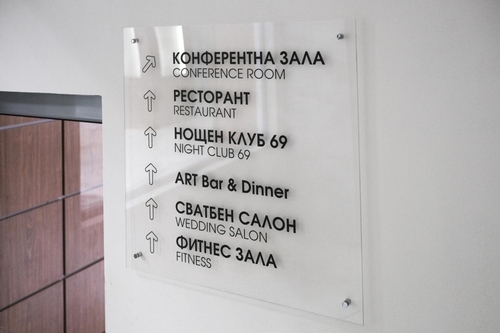 КОНФЕРЕНТНА ЗАЛА
CONFERENCE ROOM
РЕСТОРАНТ
RESTAURANT
НОЩЕН КЛУБ 69
NIGHT CLUB 69
ART Bar & Dinner
СВАТБЕН САЛОН
WEDDING SALON
ФИТНЕС ЗАЛА
FITNESS